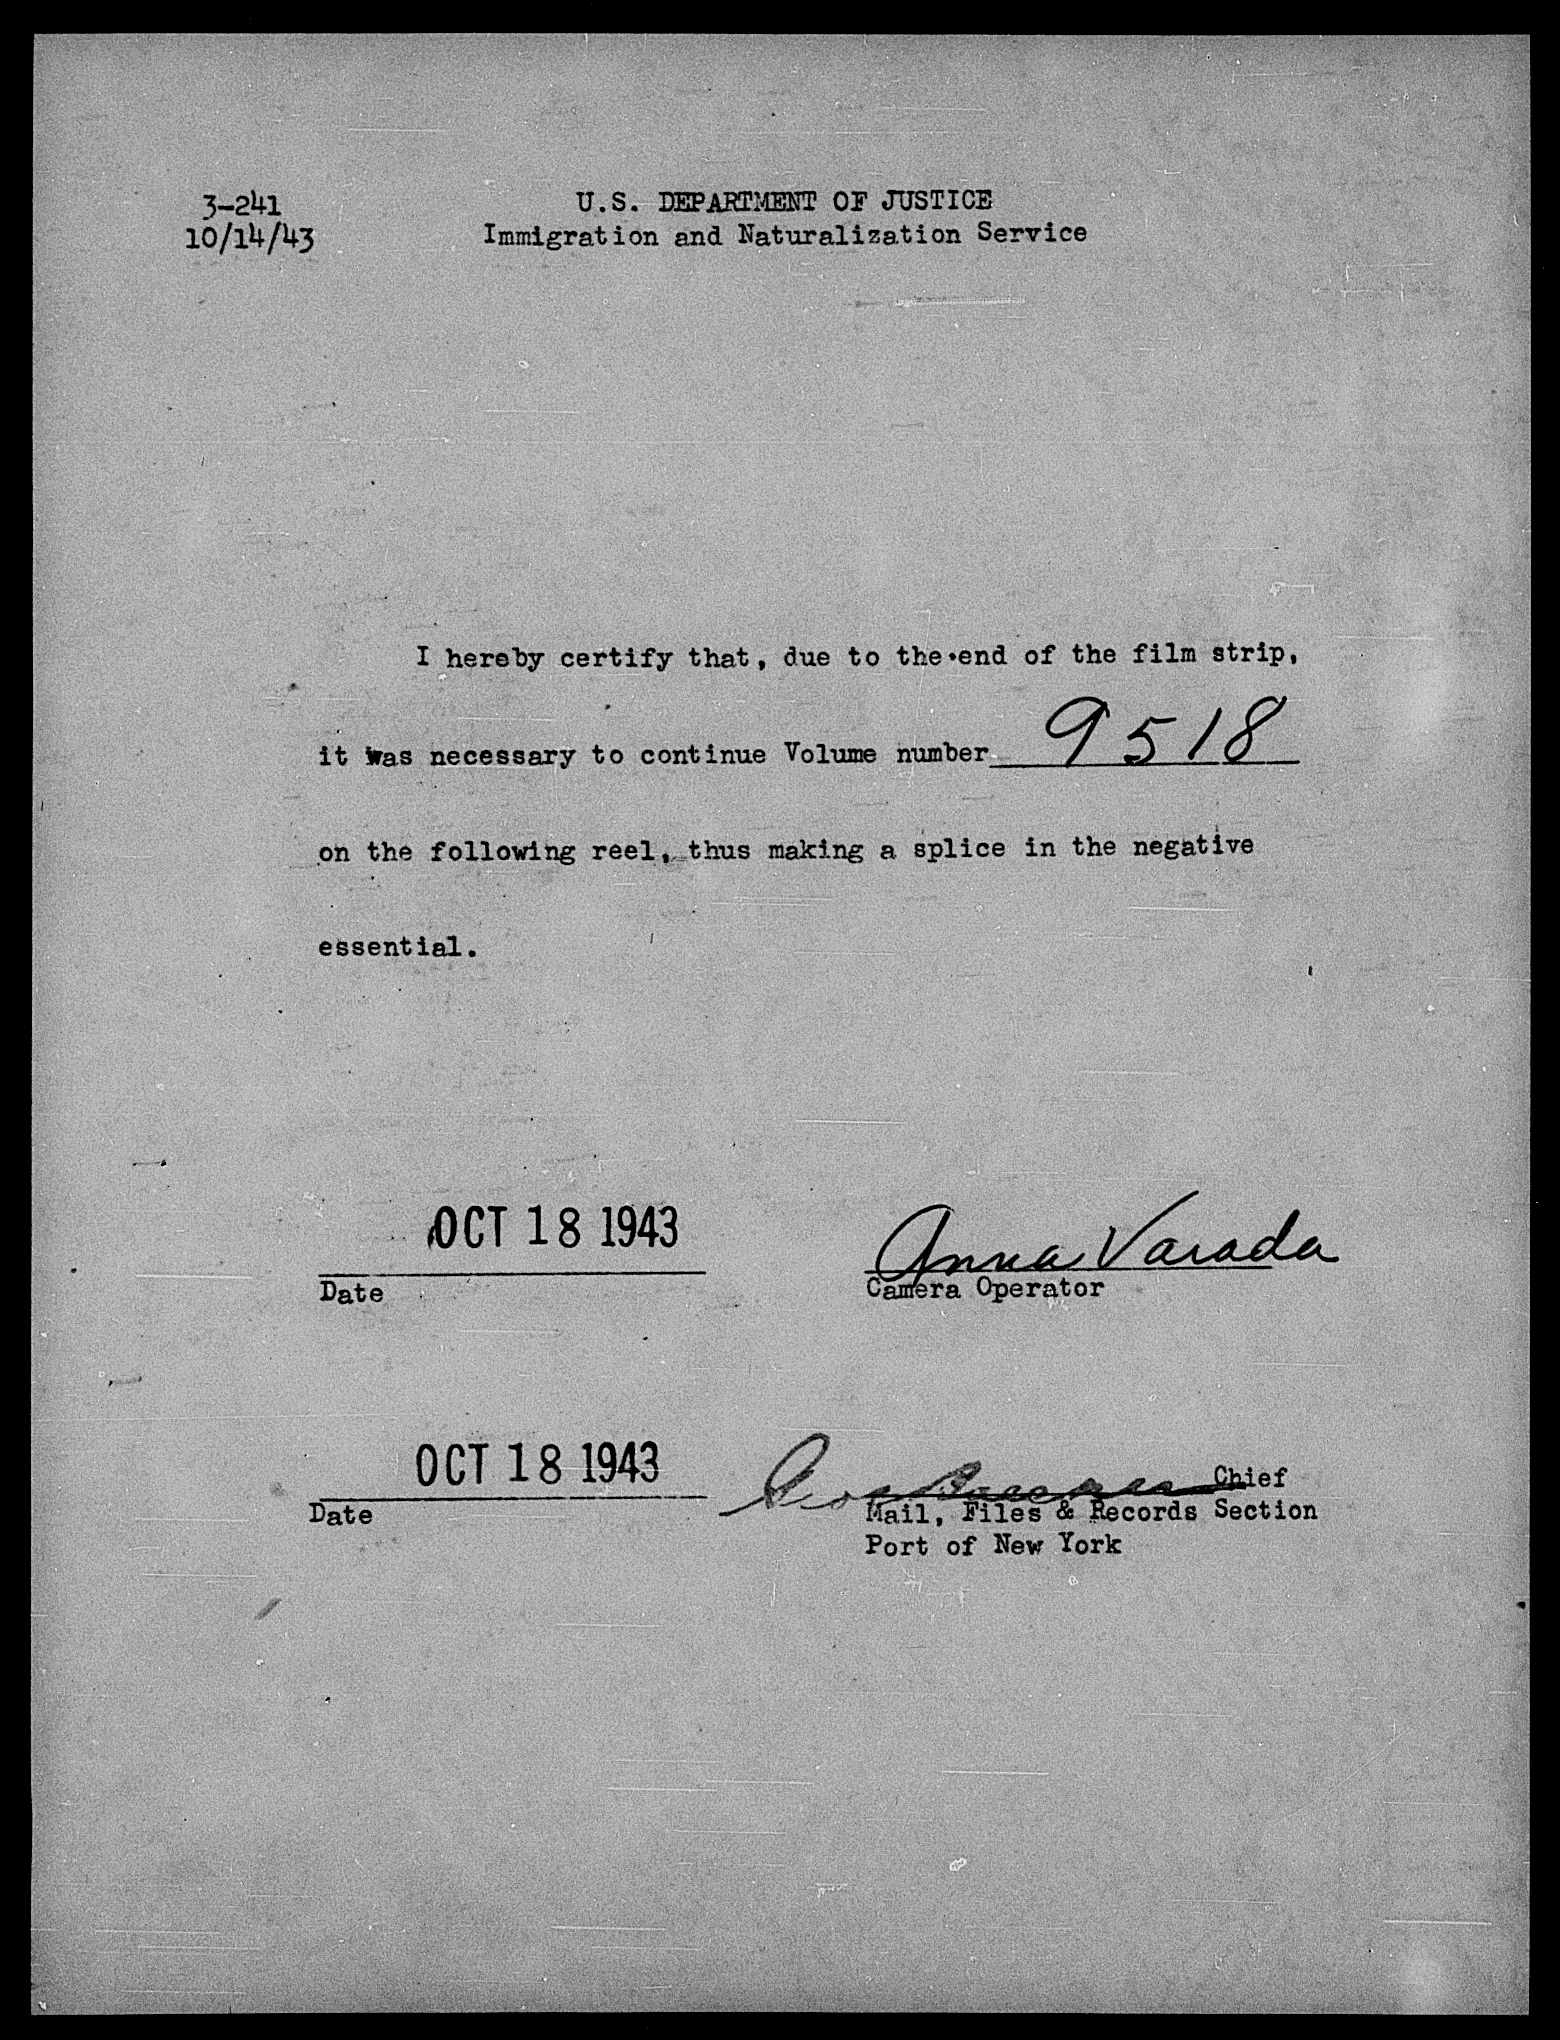 3-241
10/14/43
U.S. DEPARTMENT OF JUSTICE
Immigration and Naturalization Service
I hereby certify that, due to the end of the film strip,
it was necessary to continue Volume number 9518
on the following reel, thus making a splice in the negative
essential.
OCT 18 1943
Date
Anna Varada
Camera Operator
OCT 18 1943
Date
Chief
Mail, Files & Records Section
Port of New York